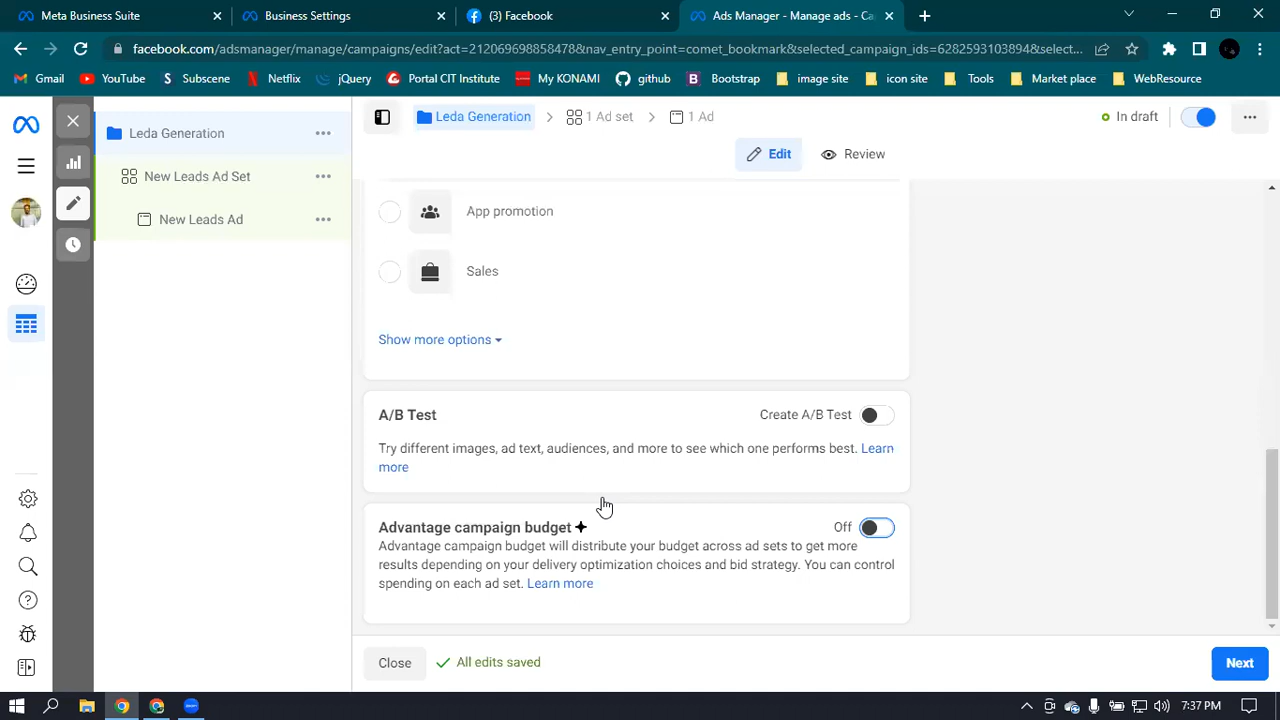 Meta Business Suite
Business Settings
(3) Facebook
Ads Manager - Manage ads - Ca
facebook.com/adsmanager/manage/campaigns/edit?act=2120696988584788&nav_entry_point=comet_bookmark&selected_campaign_ids=6282593103894&select...
Gmail
YouTube
Subscene
Netflix
jQuery
Portal CIT Institute
My KONAMI
github
Bootstrap
image site
icon site
Tools
Market place
WebResource
Leda Generation
New Leads Ad Set
New Leads Ad
Leda Generation
1 Ad set
1 Ad
In draft
Edit
Review
App promotion
Sales
Show more options
A/B Test
Create A/B Test
Try different images, ad text, audiences, and more to see which one performs best. Learn
more
Advantage campaign budget
Off
Advantage campaign budget will distribute your budget across ad sets to get more
results depending on your delivery optimization choices and bid strategy. You can control
spending on each ad set. Learn more
Close
All edits saved
Next
7:37 PM